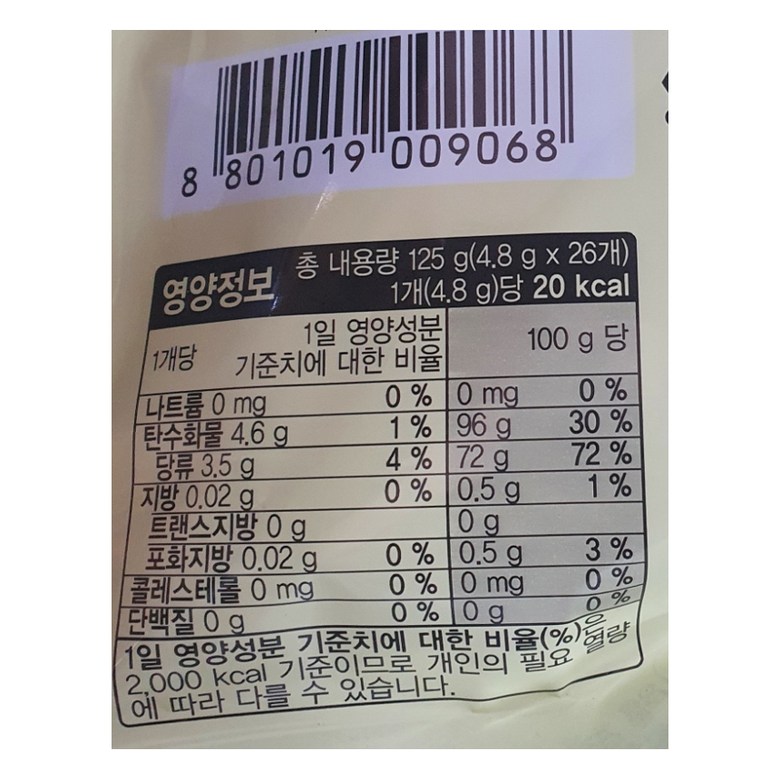 8 801019 009068
영양정보
총 내용량 125 g(4.8 g x 26개)
1개(4.8 g)당 20 kcal
1개당 1일 영양성분 기준치에 대한 비율 100 g 당
나트륨 0 mg 0 % 0 mg 0 %
탄수화물 4.6 g 1 % 96 g 30 %
당류 3.5 g 4 % 72 g 72 %
지방 0.02 g 0 % 0.5 g 1 %
트랜스지방 0 g 0 g
포화지방 0.02 g 0 % 0.5 g 3 %
콜레스테롤 0 mg 0 % 0 mg 0 %
단백질 0 g 0 % 0 g 0 %
1일 영양성분 기준치에 대한 비율(%)은
2,000 kcal 기준이므로 개인의 필요 열량
에 따라 다를 수 있습니다.